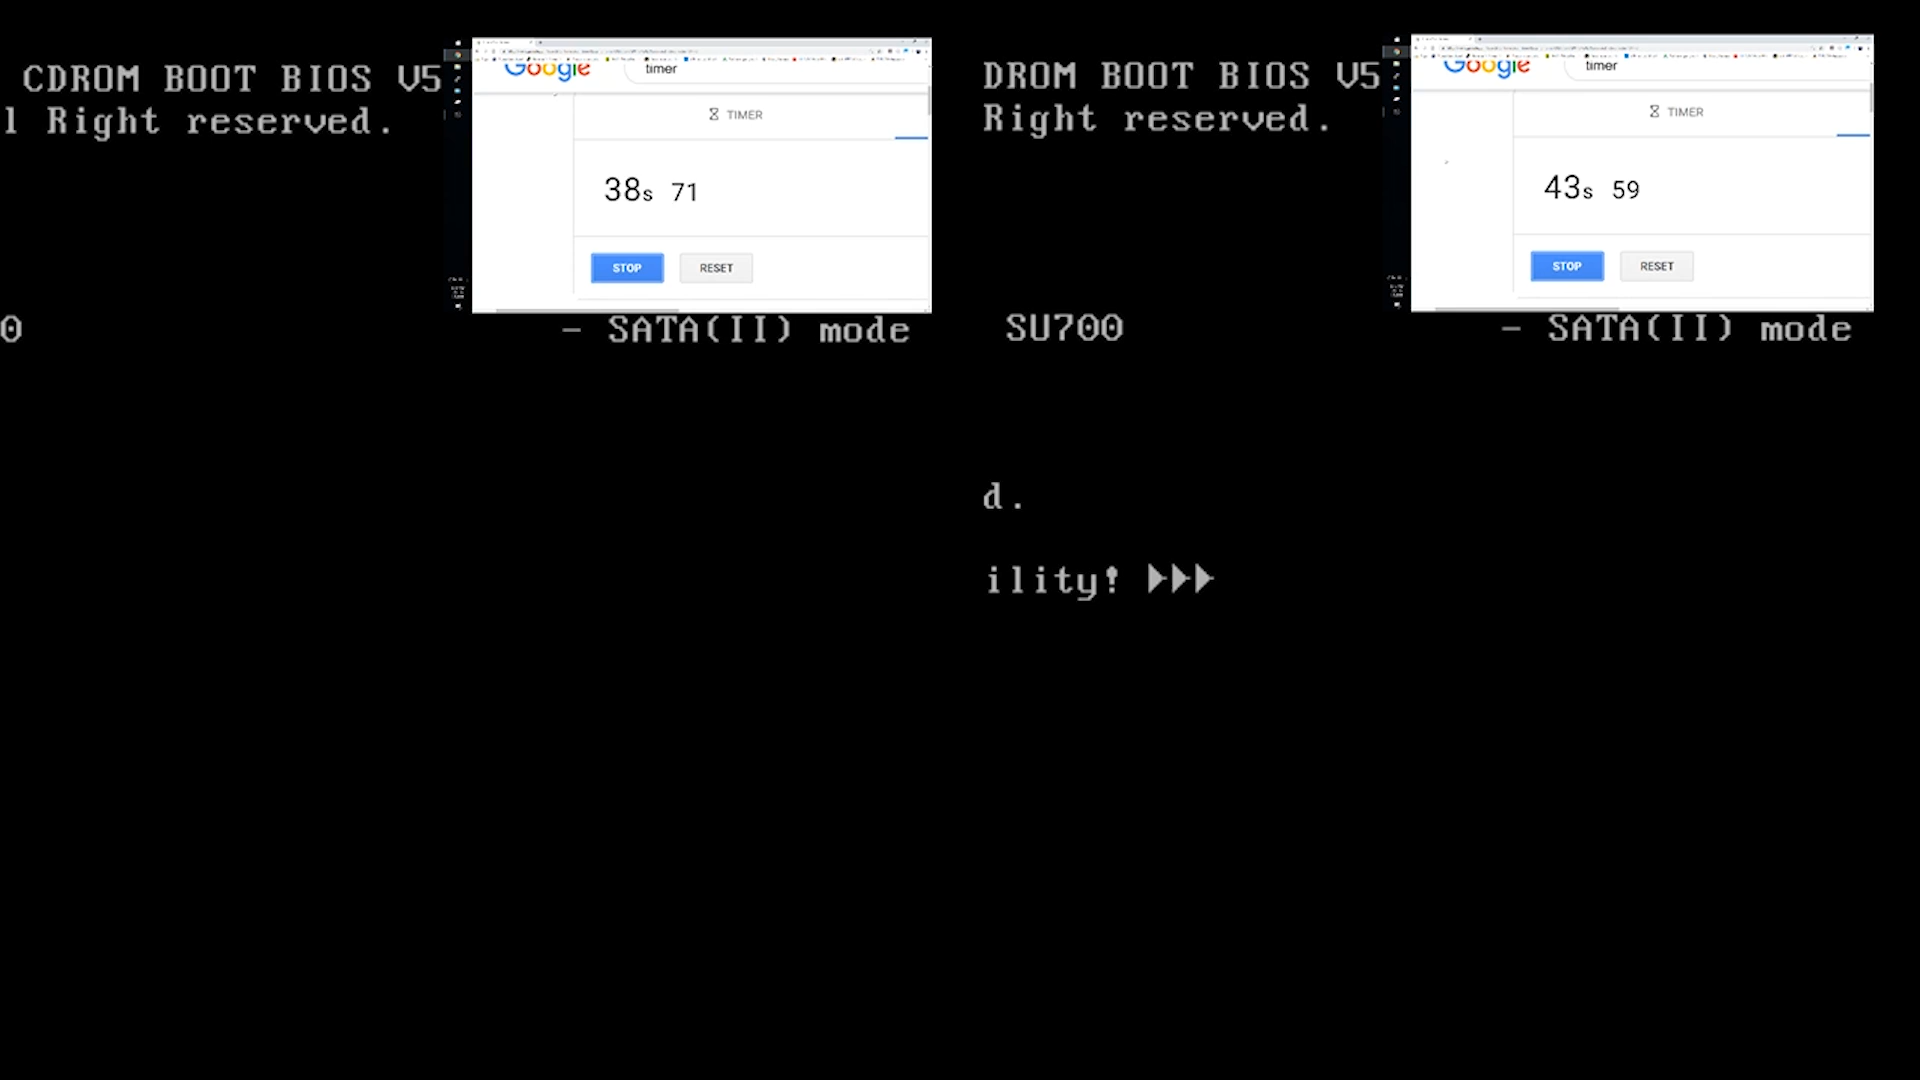 CDROM BOOT BIOS V5
l Right reserved.
Google
timer
TIMER
38s 71
STOP
RESET
0
- SATA(II) mode
DROM BOOT BIOS V5
Right reserved.
Google
timer
TIMER
43s 59
STOP
RESET
SU700
- SATA(II) mode
d.
ility! ►►►